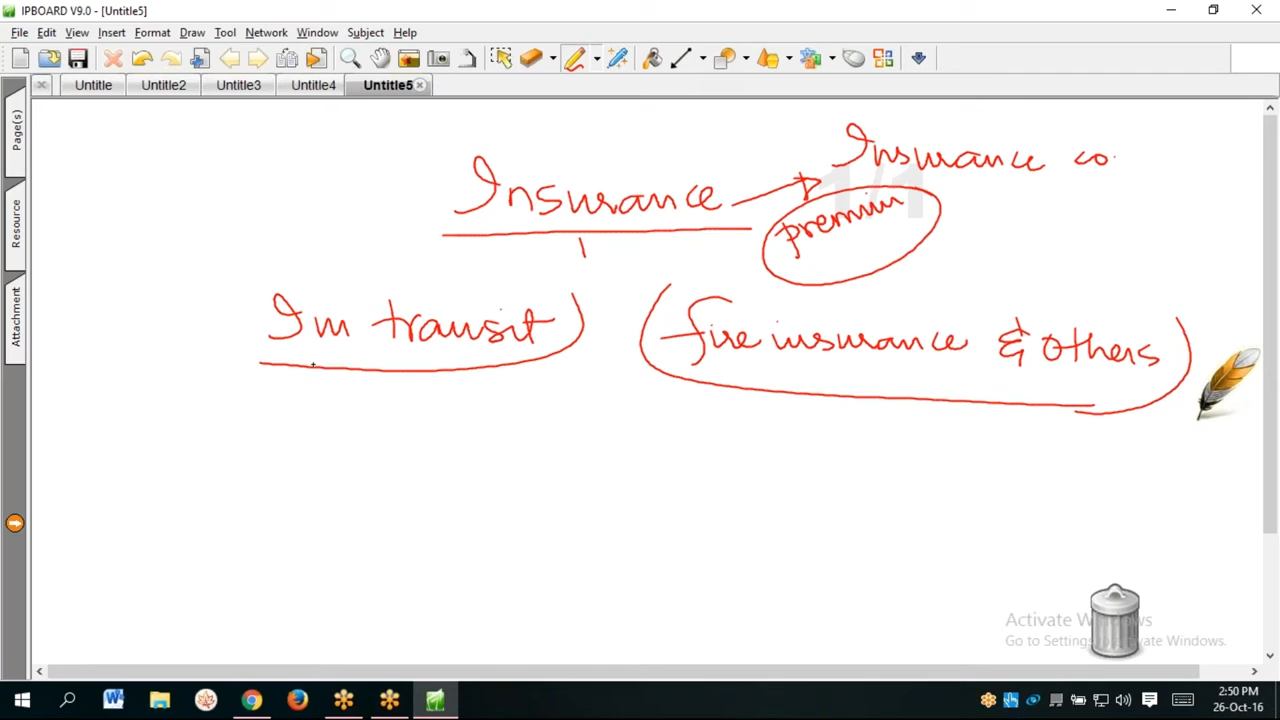 IPBOARD V9.0 - [Untitle5]
File Edit View Insert Format Draw Tool Network Window Subject Help
Untitle Untitle2 Untitle3 Untitle4 Untitle5
Page(s)
Resource
Attachment
1/1
Insurance co.
Insurance
premium
In transit
fire insurance & others
Activate Windows
Go to Settings to activate Windows.
2:50 PM
26-Oct-16